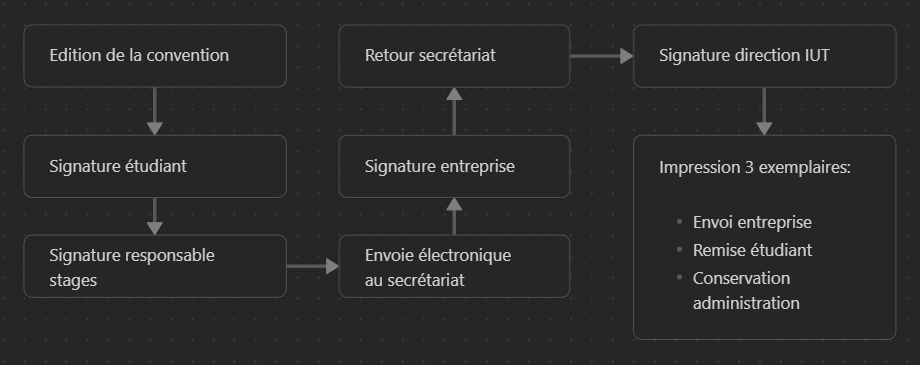 Edition de la convention
Signature étudiant
Signature responsable
stages
Envoie électronique
au secrétariat
Signature entreprise
Retour secrétariat
Signature direction IUT
Impression 3 exemplaires:
Envoi entreprise
Remise étudiant
Conservation
administration